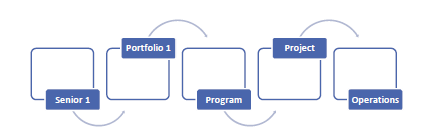 Senior 1
Portfolio 1
Program
Project
Operations